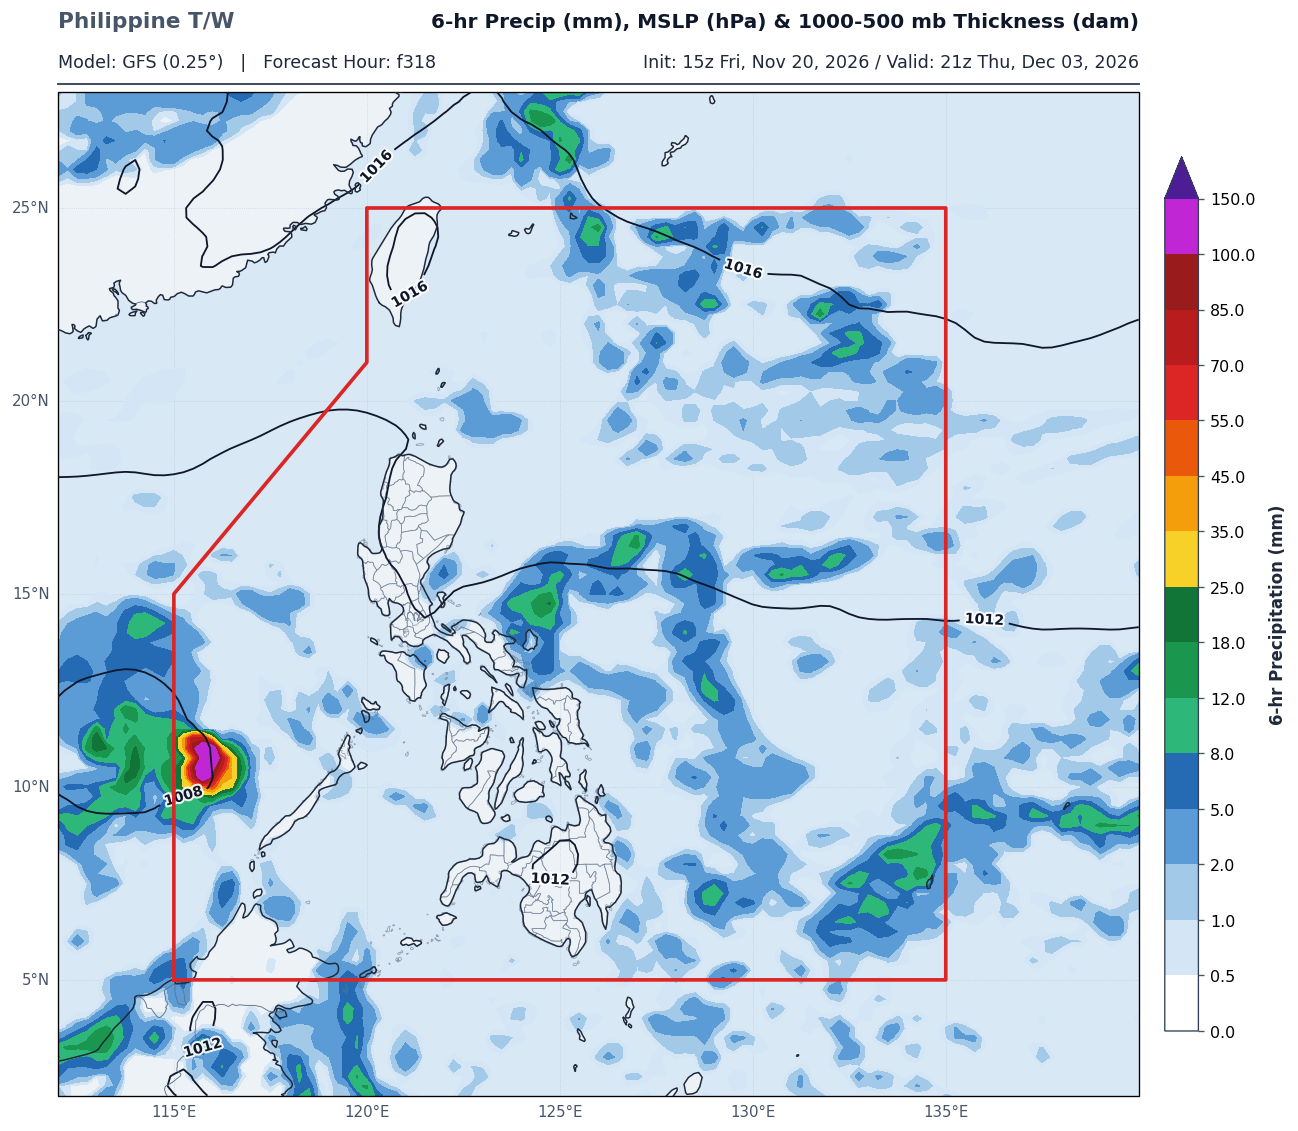 Philippine T/W
6-hr Precip (mm), MSLP (hPa) & 1000-500 mb Thickness (dam)
Model: GFS (0.25°) | Forecast Hour: f318
Init: 15z Fri, Nov 20, 2026 / Valid: 21z Thu, Dec 03, 2026
1016
1016
1016
1012
1008
1012
1012
25°N
20°N
15°N
10°N
5°N
115°E
120°E
125°E
130°E
135°E
150.0
100.0
85.0
70.0
55.0
45.0
35.0
25.0
18.0
12.0
8.0
5.0
2.0
1.0
0.5
0.0
6-hr Precipitation (mm)